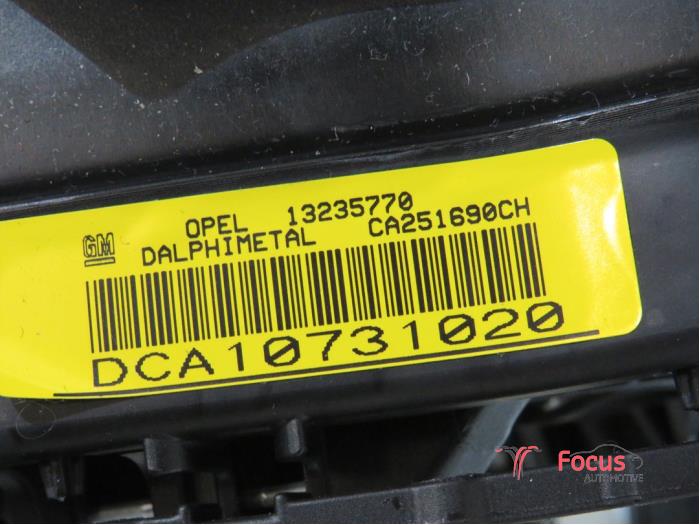 GM OPEL 13235770
DALPHIMETAL CA251690CH
DCA10731020
Focus
AUTOMOTIVE